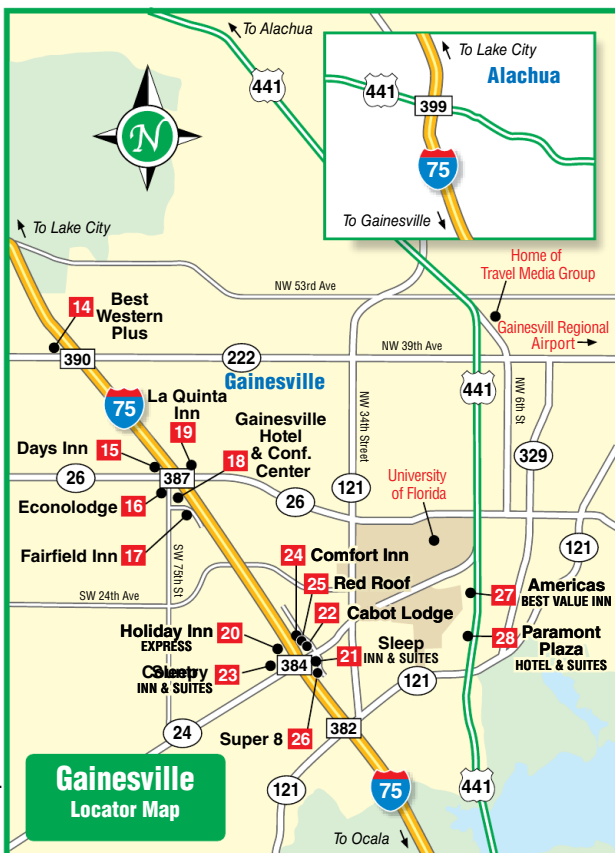 To Alachua
441
To Lake City
Alachua
441
399
75
To Gainesville
N
To Lake City
Home of
Travel Media Group
NW 53rd Ave
14
Best
Western
Plus
Gainesvill Regional
Airport
390
222
NW 39th Ave
Gainesville
441
NW 6th St
75
La Quinta
Inn
19
Gainesville
Hotel
& Conf.
Center
18
NW 34th Street
329
Days Inn 15
26
387
121
University
of Florida
26
Econolodge 16
Fairfield Inn 17
SW 75th St
121
24 Comfort Inn
25 Red Roof
22 Cabot Lodge
SW 24th Ave
27 Americas
BEST VALUE INN
Holiday Inn 20
EXPRESS
21 Sleep
INN & SUITES
28 Paramont
Plaza
HOTEL & SUITES
Country
INN & SUITES
23
384
121
24
Super 8 26
382
Gainesville
Locator Map
121
75
441
To Ocala